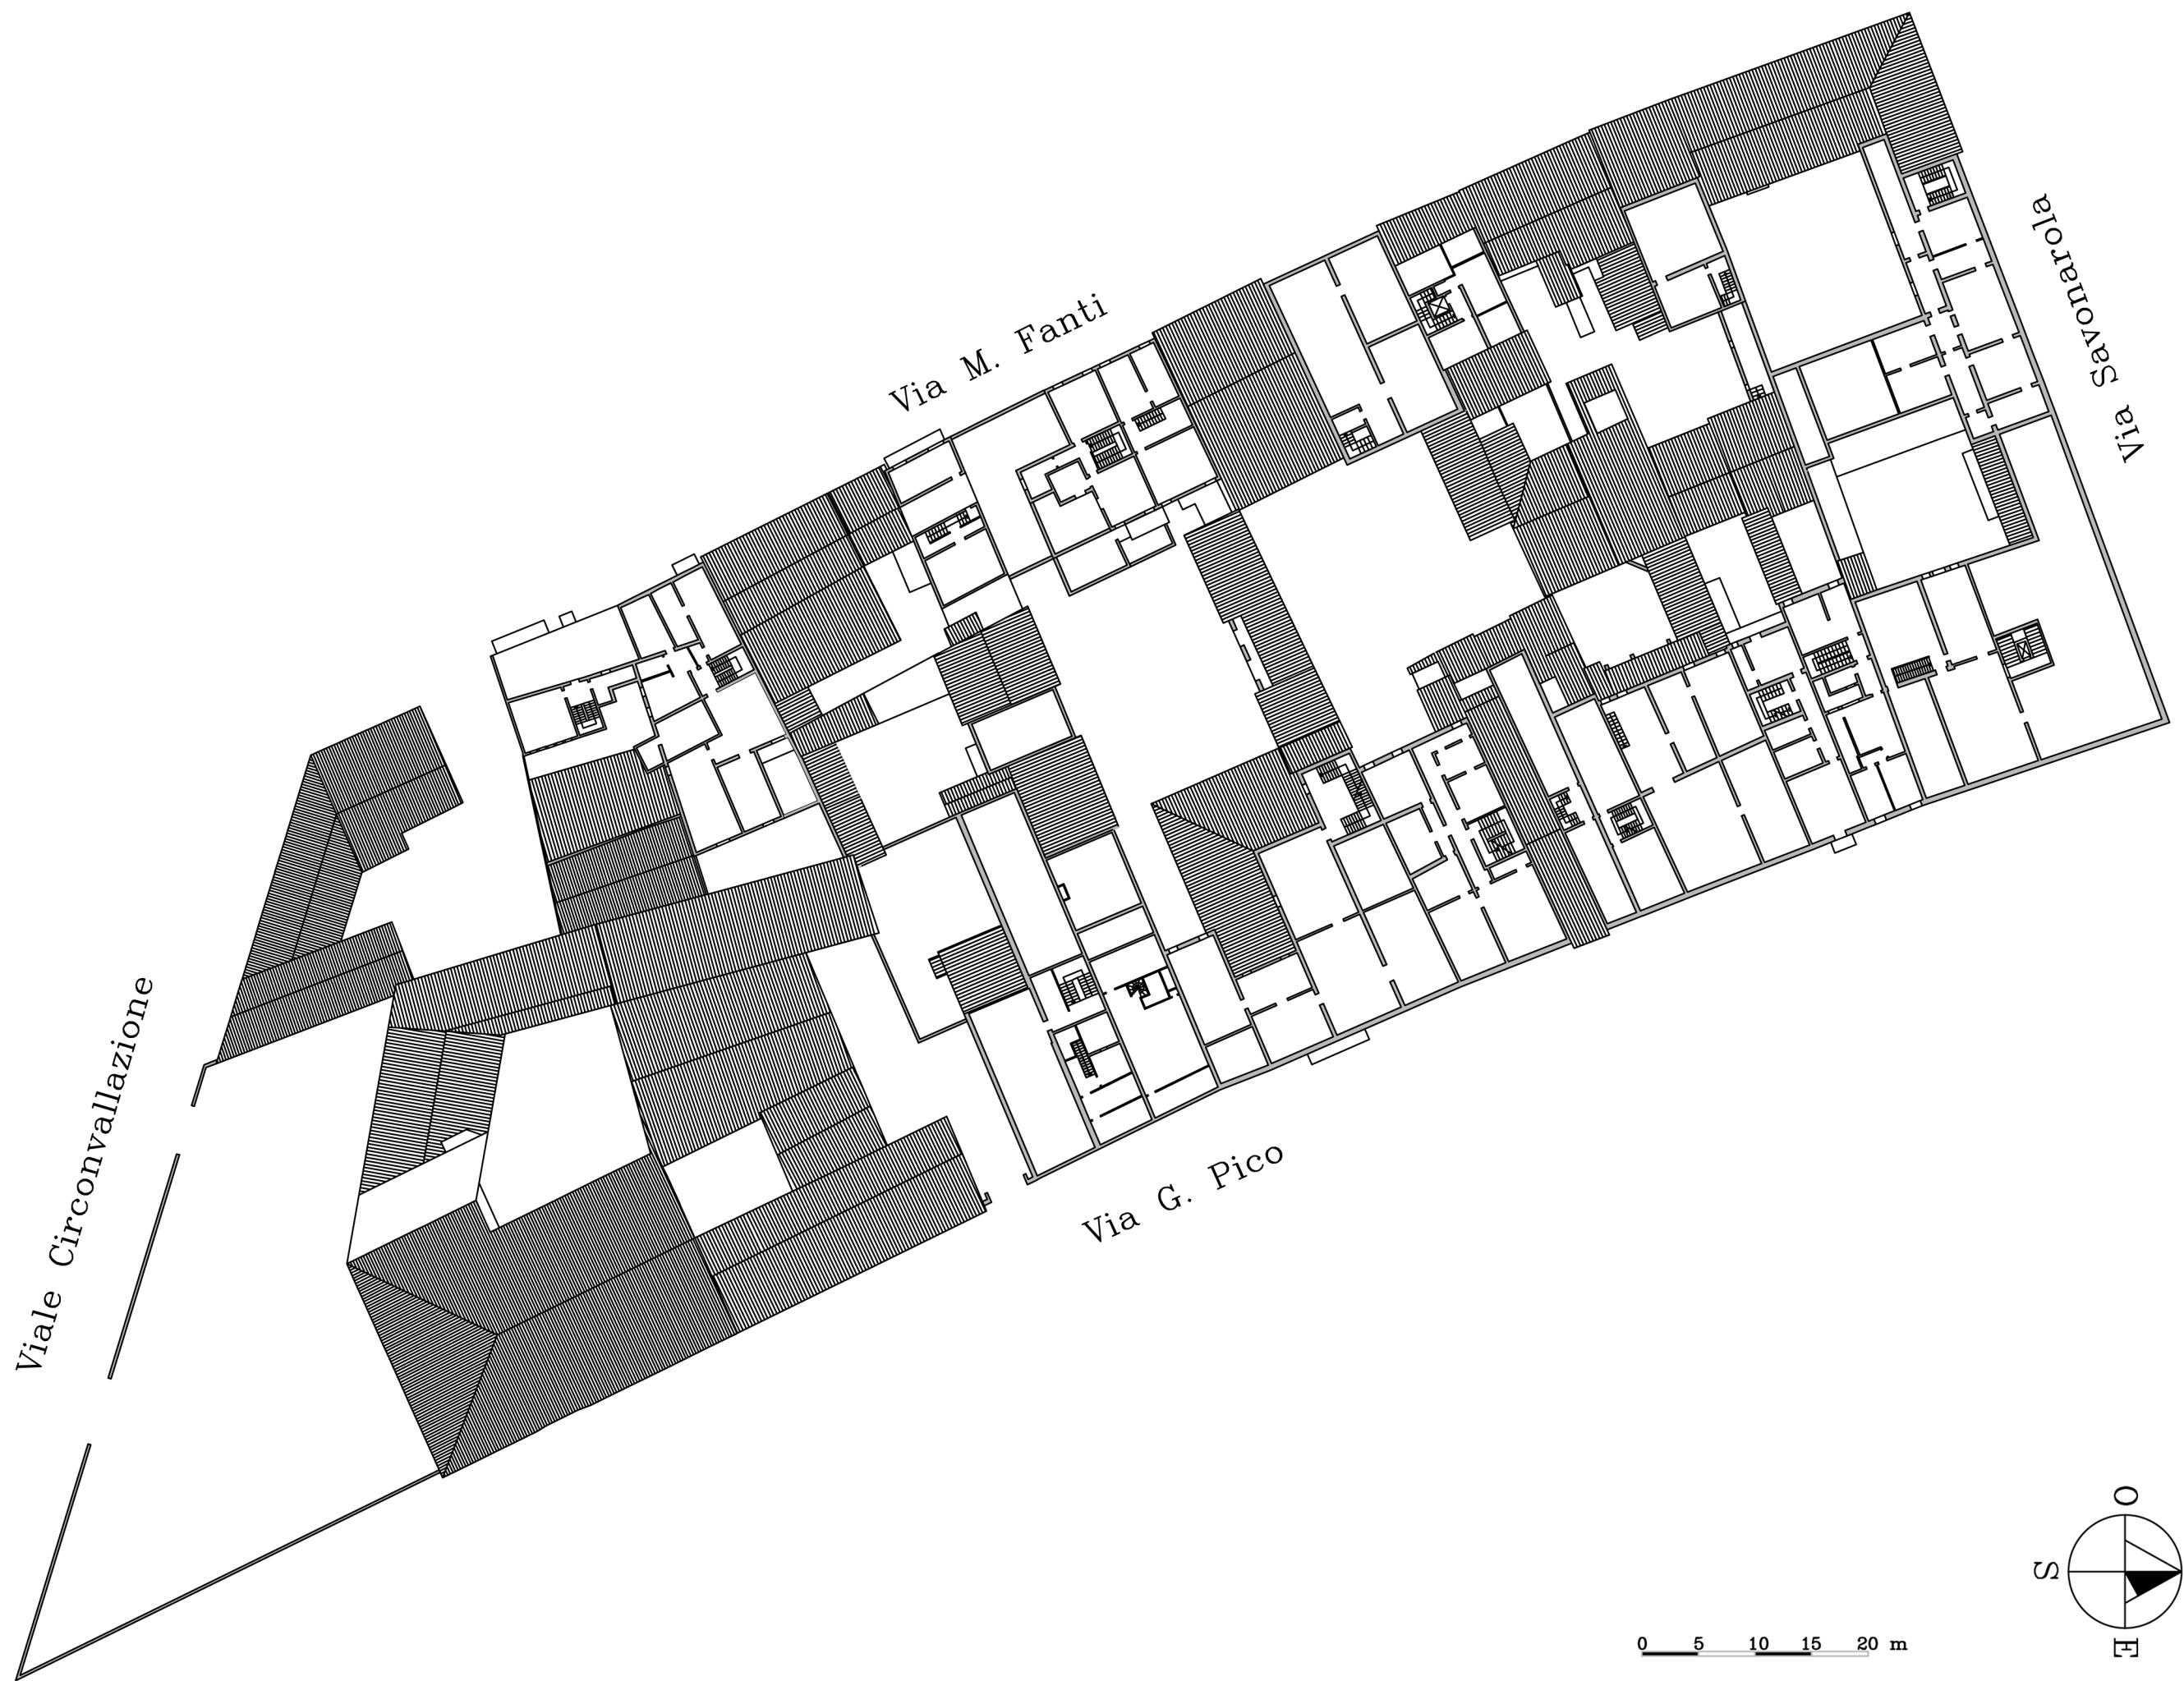 Via Savonarola
Via M. Fanti
Viale Circonvallazione
Via G. Pico
O
S
E
0 5 10 15 20 m